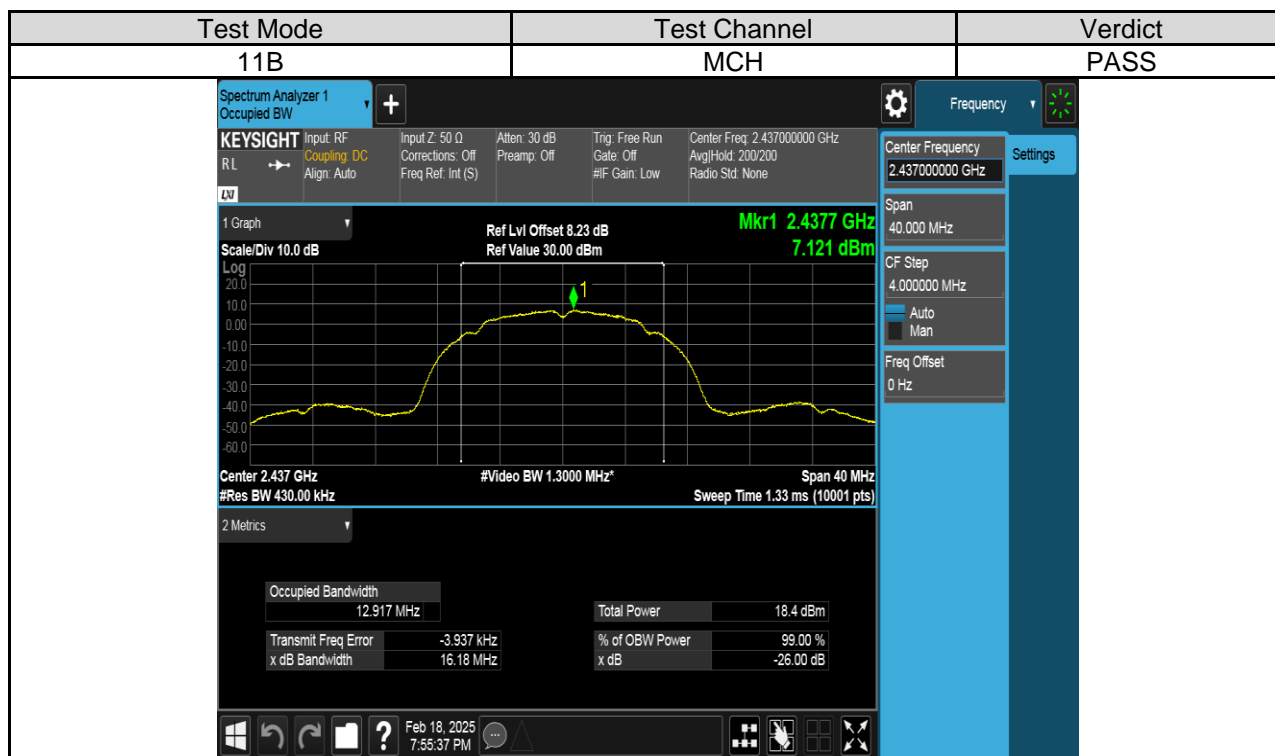 Test Mode Test Channel Verdict
11B MCH PASS
Spectrum Analyzer 1
Occupied BW
+
Frequency
KEYSIGHT Input: RF Input Z: 50 Ω Atten: 30 dB Trig: Free Run Center Freq: 2.437000000 GHz
R L Coupling: DC Corrections: Off Preamp: Off Gate: Off Avg|Hold: 200/200
Align: Auto Freq Ref: Int (S) #IF Gain: Low Radio Std: None
LXI
Center Frequency
2.437000000 GHz
Settings
Span
40.000 MHz
CF Step
4.000000 MHz
Auto
Man
Freq Offset
0 Hz
1 Graph Ref Lvl Offset 8.23 dB Mkr1 2.4377 GHz
Scale/Div 10.0 dB Ref Value 30.00 dBm 7.121 dBm
Log
20.0
1
10.0
0.00
-10.0
-20.0
-30.0
-40.0
-50.0
-60.0
Center 2.437 GHz #Video BW 1.3000 MHz* Span 40 MHz
#Res BW 430.00 kHz Sweep Time 1.33 ms (10001 pts)
2 Metrics
Occupied Bandwidth
12.917 MHz Total Power 18.4 dBm
Transmit Freq Error -3.937 kHz % of OBW Power 99.00 %
x dB Bandwidth 16.18 MHz x dB -26.00 dB
? Feb 18, 2025
7:55:37 PM